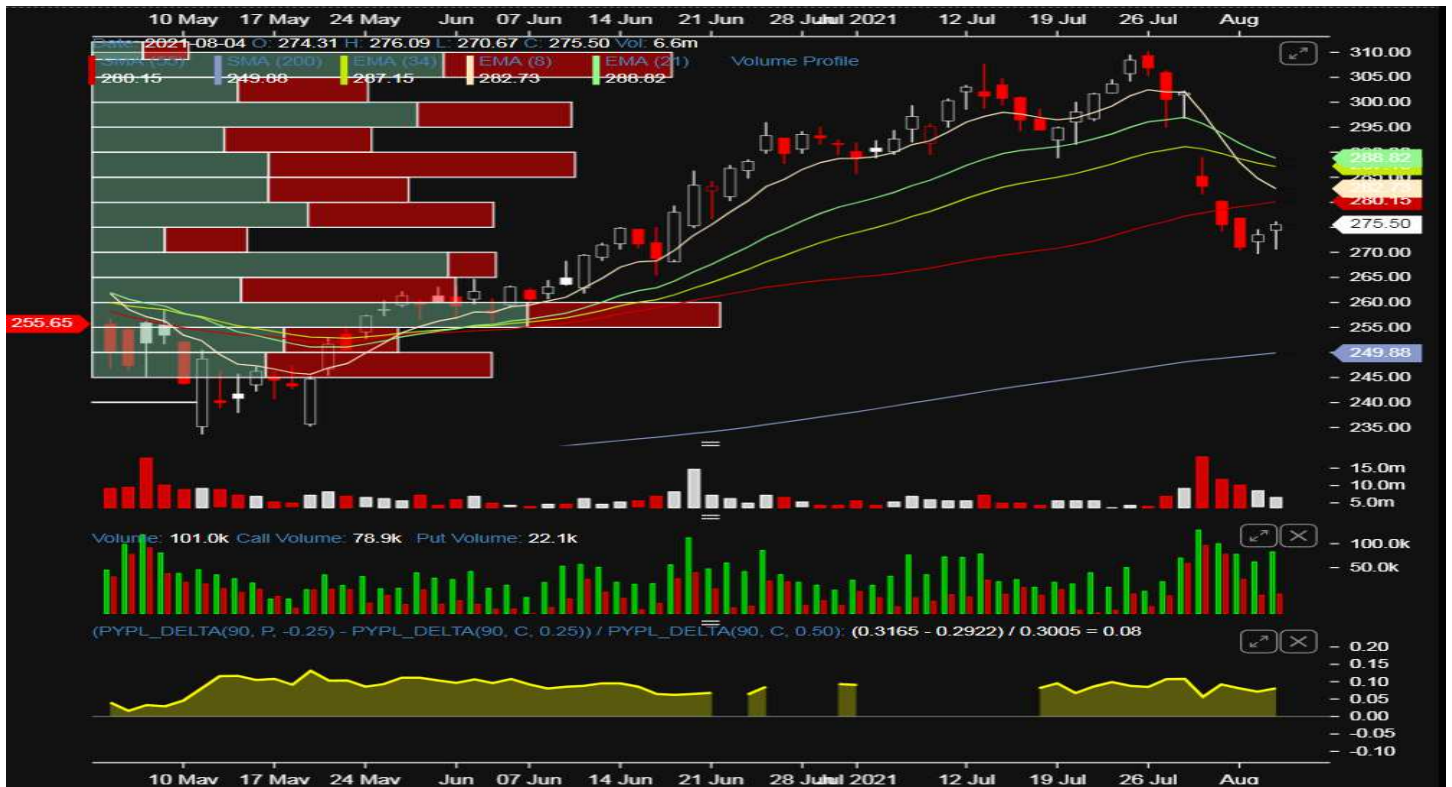 10 May 17 May 24 May Jun 07 Jun 14 Jun 21 Jun 28 Jun 2021 12 Jul 19 Jul 26 Jul Aug
Date: 2021-08-04 O: 274.31 H: 276.09 L: 270.67 C: 275.50 Vol: 6.6m
SMA SMA (200) EMA (34) EMA (8) EMA (21) Volume Profile
280.15 249.88 287.15 282.73 288.82
310.00
305.00
300.00
295.00
288.82
285.00
282.73
280.15
275.50
270.00
265.00
260.00
255.65
255.00
249.88
245.00
240.00
235.00
15.0m
10.0m
5.0m
Volume: 101.0k Call Volume: 78.9k Put Volume: 22.1k
100.0k
50.0k
(PYPL_DELTA(90, P, -0.25) - PYPL_DELTA(90, C, 0.25)) / PYPL_DELTA(90, C, 0.50): (0.3165 - 0.2922) / 0.3005 = 0.08
0.20
0.15
0.10
0.05
0.00
-0.05
-0.10
10 May 17 May 24 May Jun 07 Jun 14 Jun 21 Jun 28 Jun 2021 12 Jul 19 Jul 26 Jul Aug